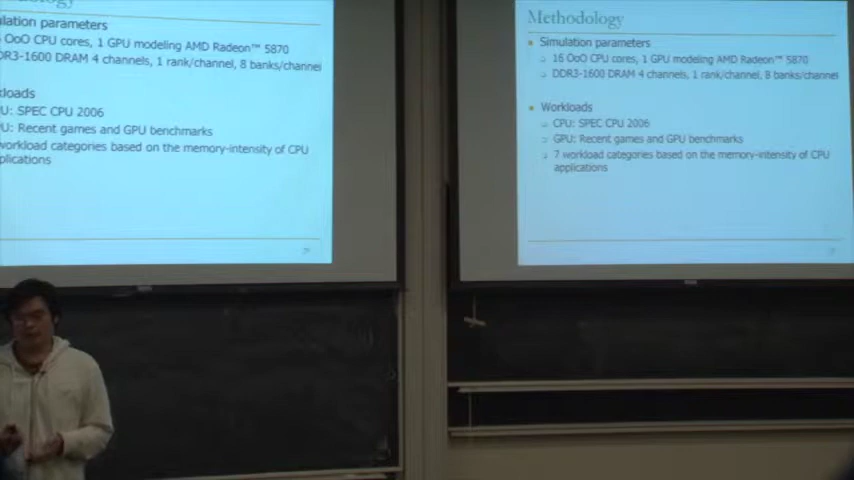 ulation parameters
OoO CPU cores, 1 GPU modeling AMD Radeon™ 5870
DR3-1600 DRAM 4 channels, 1 rank/channel, 8 banks/channel
kloads
U: SPEC CPU 2006
U: Recent games and GPU benchmarks
workload categories based on the memory-intensity of CPU
plications
Methodology
Simulation parameters
16 OoO CPU cores, 1 GPU modeling AMD Radeon™ 5870
DDR3-1600 DRAM 4 channels, 1 rank/channel, 8 banks/channel
Workloads
CPU: SPEC CPU 2006
GPU: Recent games and GPU benchmarks
7 workload categories based on the memory-intensity of CPU
applications